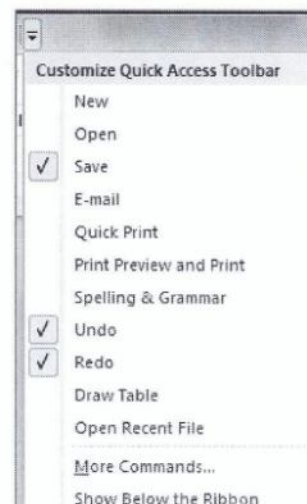 Customize Quick Access Toolbar
New
Open
Save
E-mail
Quick Print
Print Preview and Print
Spelling & Grammar
Undo
Redo
Draw Table
Open Recent File
More Commands...
Show Below the Ribbon